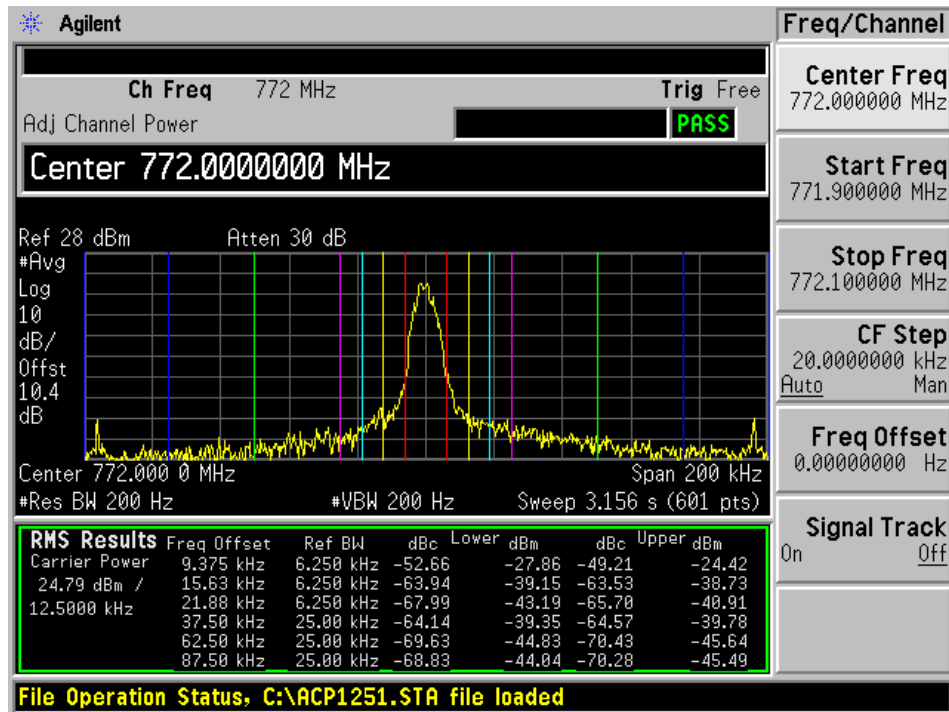 Agilent
Freq/Channel
Ch Freq 772 MHz Trig Free
Adj Channel Power PASS
Center 772.0000000 MHz
Ref 28 dBm Atten 30 dB
#Avg
Log
10
dB/
Offst
10.4
dB
Center 772.000 0 MHz Span 200 kHz
#Res BW 200 Hz #VBW 200 Hz Sweep 3.156 s (601 pts)
RMS Results Freq Offset Ref BW dBc Lower dBm dBc Upper dBm
Carrier Power 9.375 kHz 6.250 kHz -52.66 -27.86 -49.21 -24.42
24.79 dBm / 15.63 kHz 6.250 kHz -63.94 -39.15 -63.53 -38.73
12.5000 kHz 21.88 kHz 6.250 kHz -67.99 -43.19 -65.70 -40.91
37.50 kHz 25.00 kHz -64.14 -39.35 -64.57 -39.78
62.50 kHz 25.00 kHz -69.63 -44.83 -70.43 -45.64
87.50 kHz 25.00 kHz -68.83 -44.04 -70.28 -45.49
File Operation Status, C:\ACP1251.STA file loaded
Center Freq
772.000000 MHz
Start Freq
771.900000 MHz
Stop Freq
772.100000 MHz
CF Step
20.0000000 kHz
Auto Man
Freq Offset
0.00000000 Hz
Signal Track
On Off